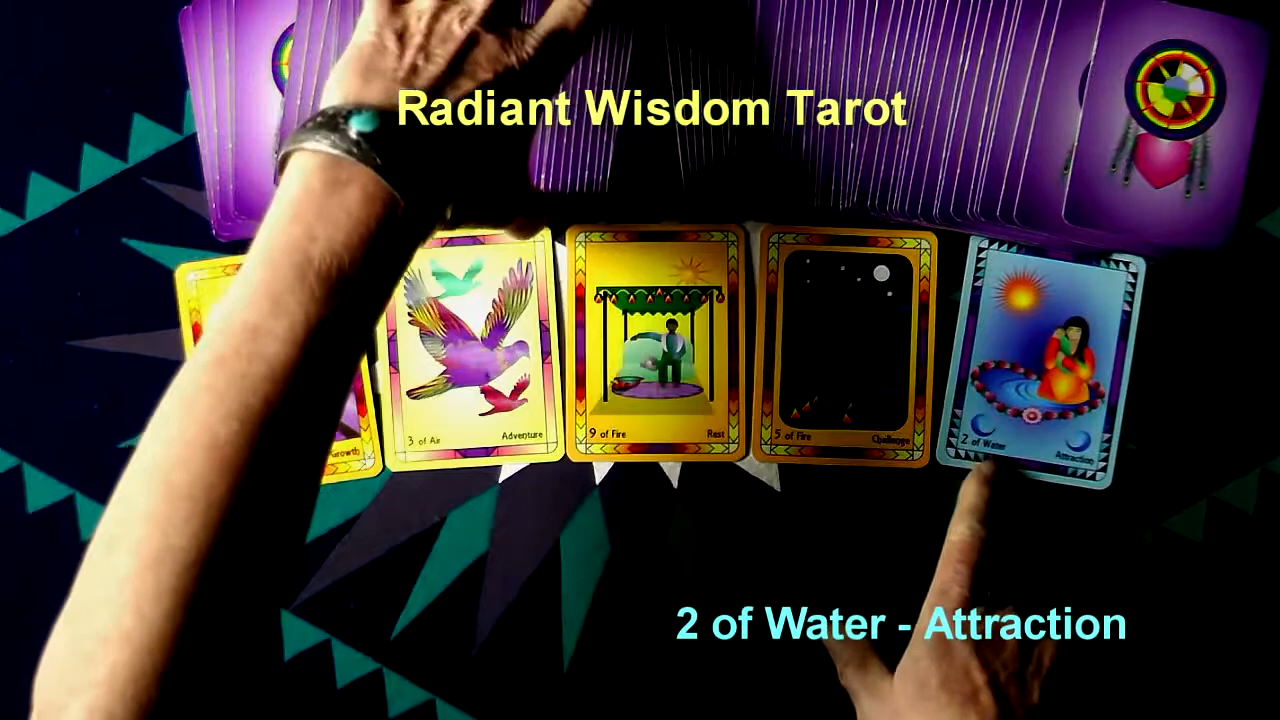 Radiant Wisdom Tarot
Growth
3 of Air Adventure
9 of Fire Rest
5 of Fire Challenge
2 of Water Attraction
2 of Water - Attraction